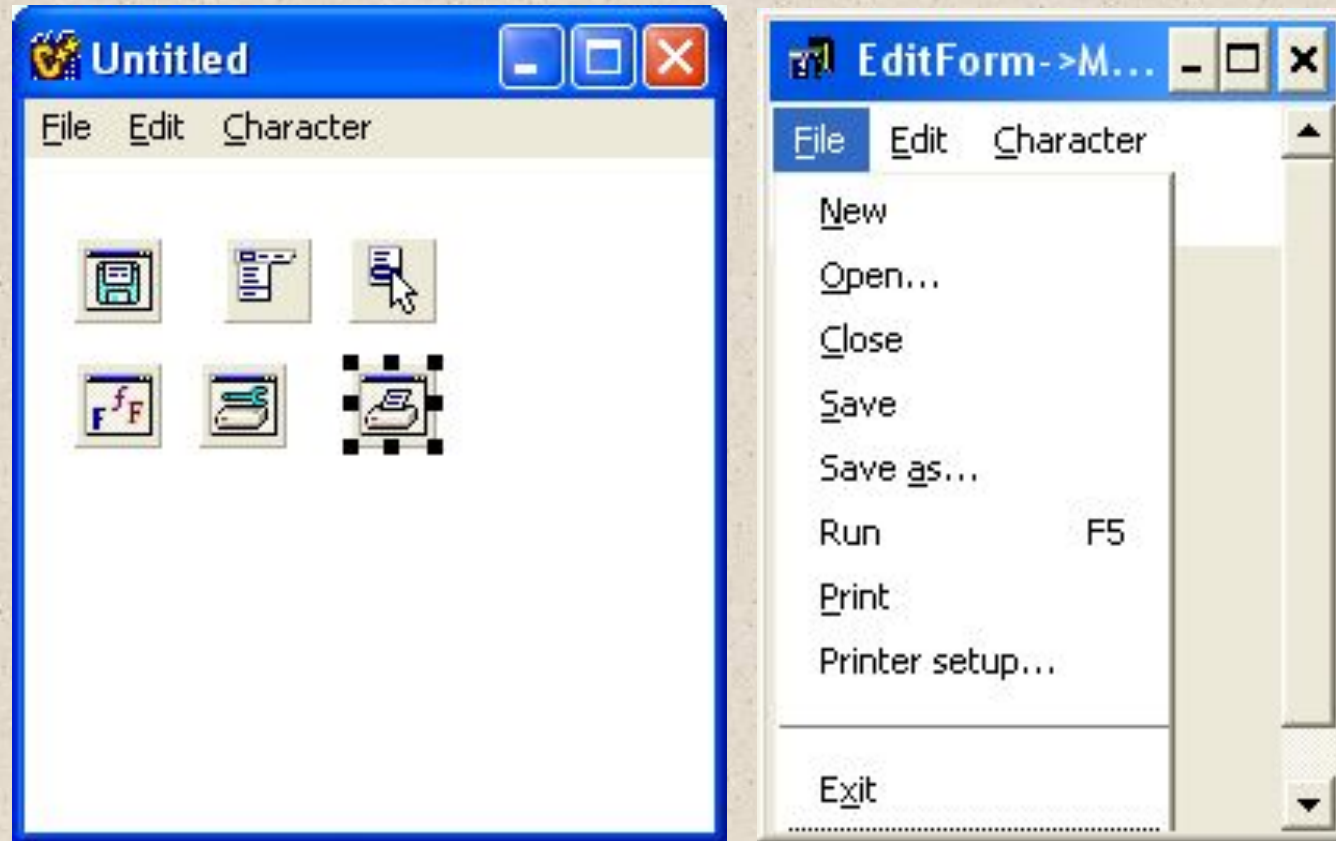 Untitled
File Edit Character
EditForm->M...
File Edit Character
New
Open...
Close
Save
Save as...
Run F5
Print
Printer setup...
Exit